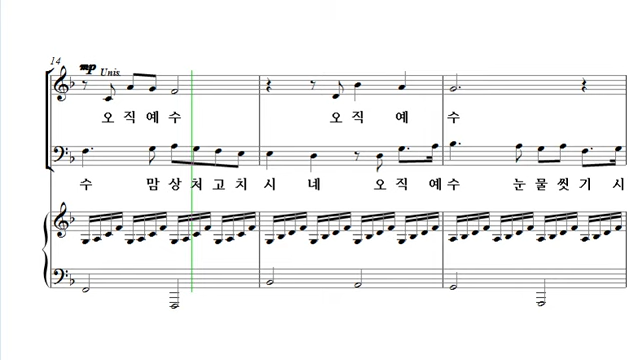 14
mp Unis.
오 직 예 수 오 직 예 수
수 맘 상 처 고 치 시 네 오 직 예 수 눈 물 씻 기 시